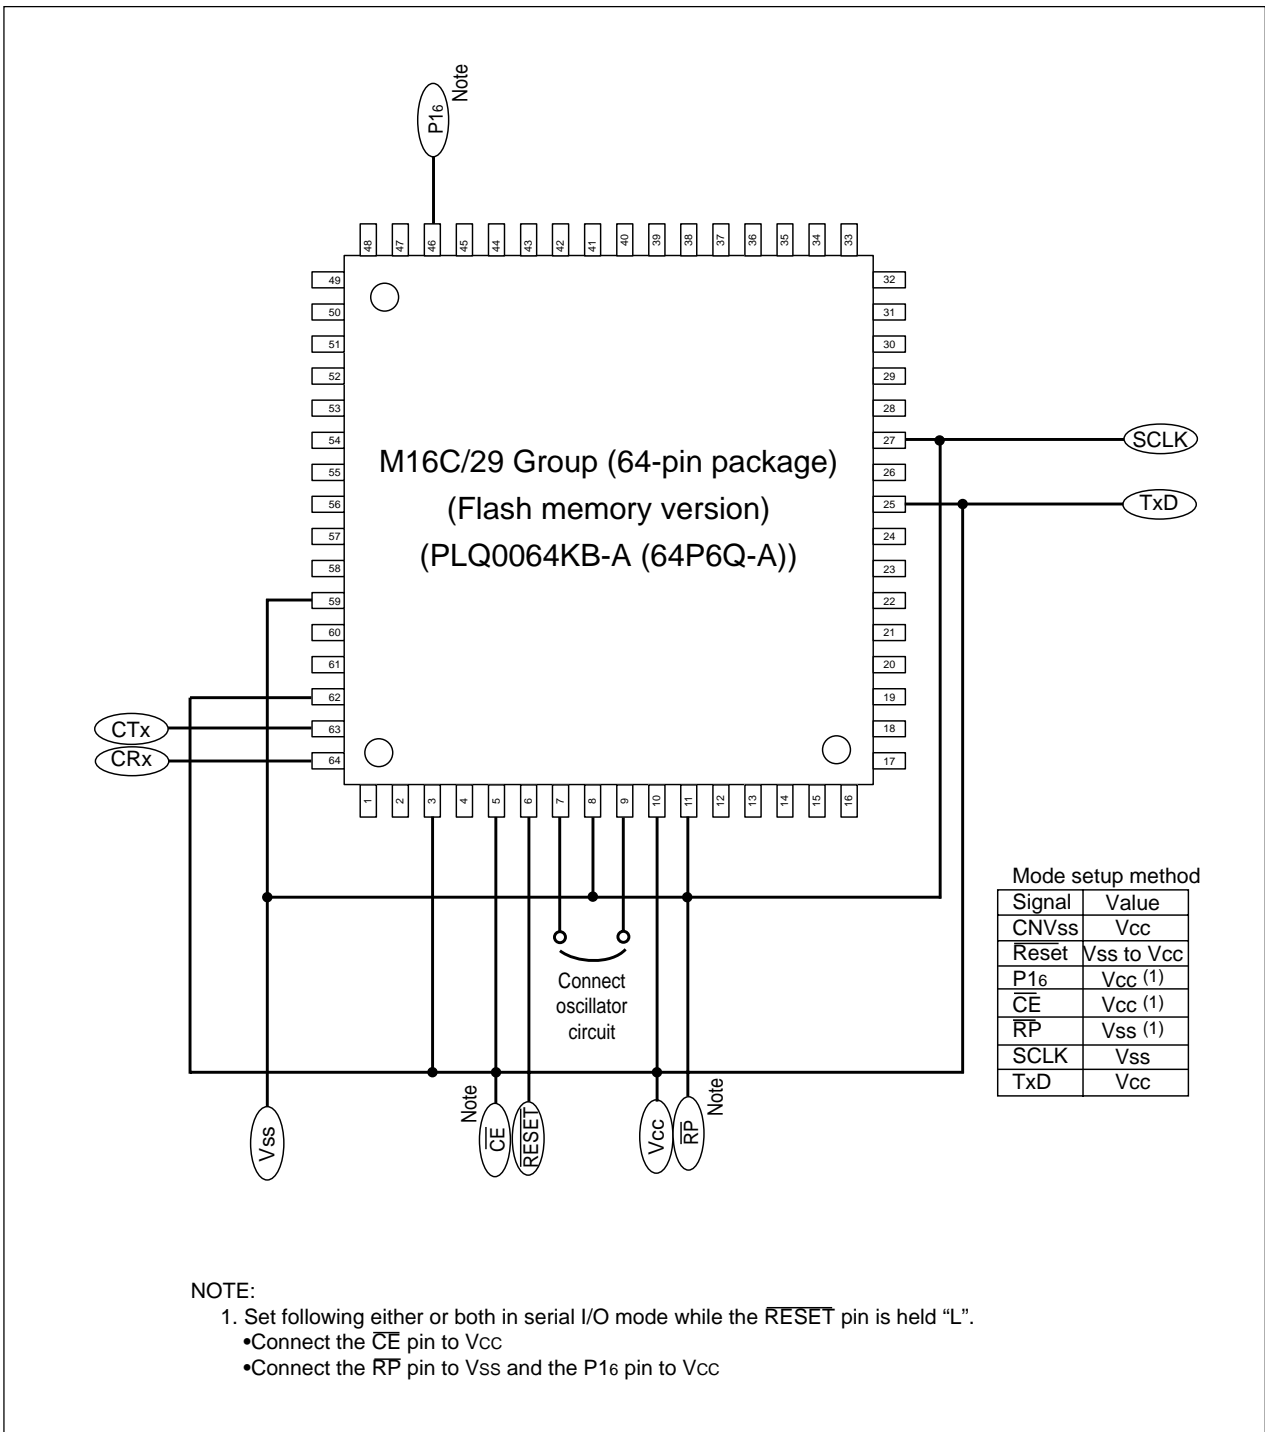 P16
Note
48 47 46 45 44 43 42 41 40 39 38 37 36 35 34 33
49
50
51
52
53
54
55
56
57
58
59
60
61
62
63
64
32
31
30
29
28
27
26
25
24
23
22
21
20
19
18
17
M16C/29 Group (64-pin package)
(Flash memory version)
(PLQ0064KB-A (64P6Q-A))
SCLK
TxD
CTx
CRx
1 2 3 4 5 6 7 8 9 10 11 12 13 14 15 16
Connect
oscillator
circuit
Vss
Note
CE
RESET
Vcc
RP
Note
Mode setup method
Signal Value
CNVss Vcc
Reset Vss to Vcc
P16 Vcc (1)
CE Vcc (1)
RP Vss (1)
SCLK Vss
TxD Vcc
NOTE:
1. Set following either or both in serial I/O mode while the RESET pin is held “L”.
•Connect the CE pin to VCC
•Connect the RP pin to VSS and the P16 pin to VCC